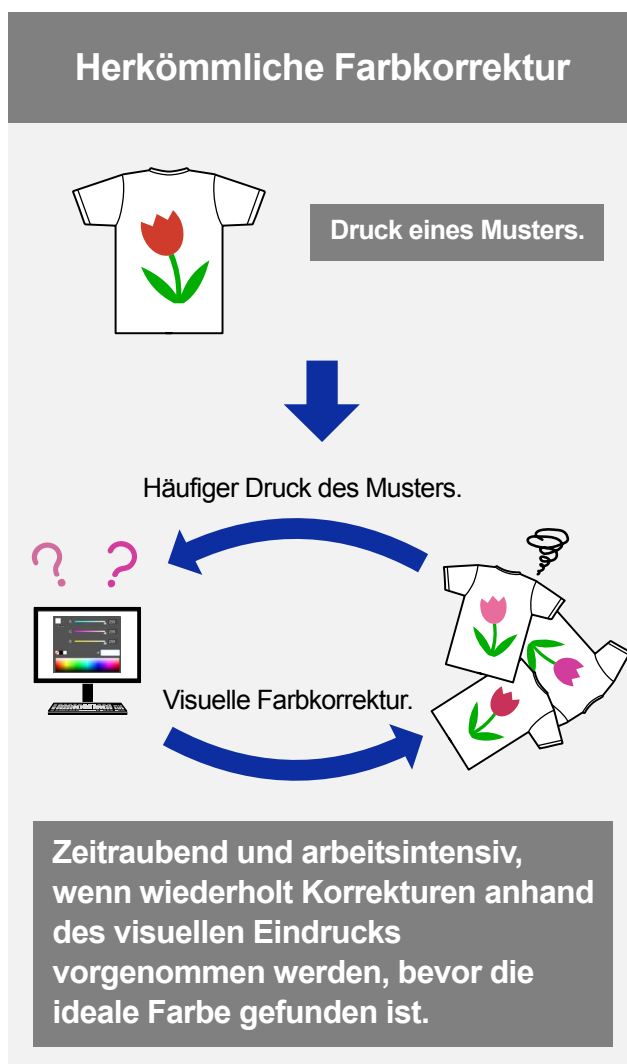 Herkömmliche Farbkorrektur
Druck eines Musters.
Häufiger Druck des Musters.
Visuelle Farbkorrektur.
Zeitraubend und arbeitsintensiv,
wenn wiederholt Korrekturen anhand
des visuellen Eindrucks
vorgenommen werden, bevor die
ideale Farbe gefunden ist.